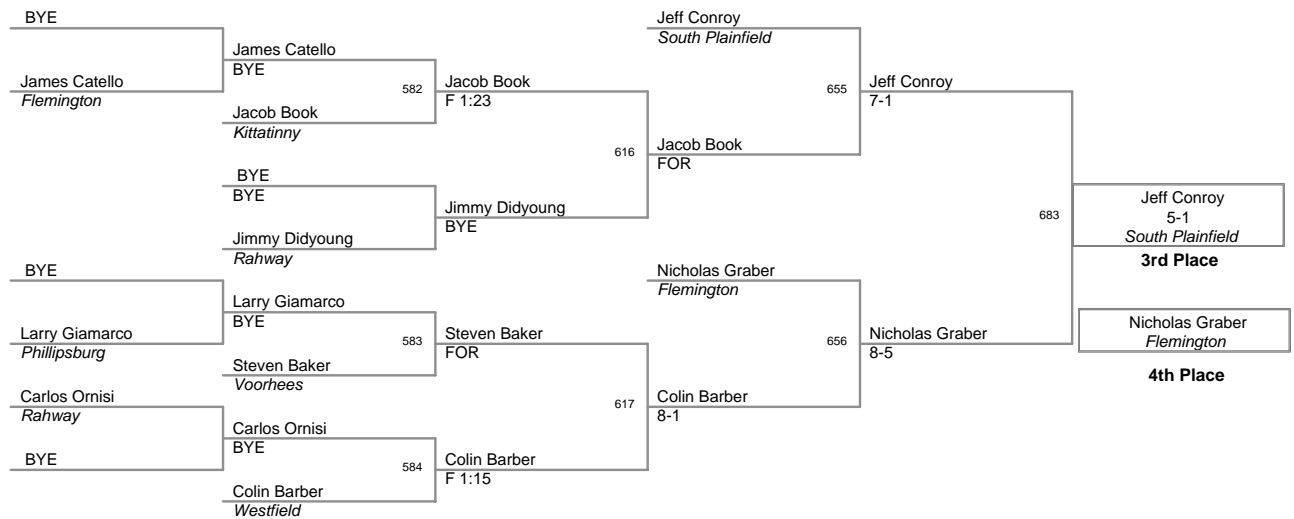 BYE
James Catello
Flemington
James Catello
BYE
Jacob Book
Kittatinny
582
Jacob Book
F 1:23
BYE
BYE
Jimmy Didyoung
Rahway
Jimmy Didyoung
BYE
616
Jeff Conroy
South Plainfield
Jacob Book
FOR
655
Jeff Conroy
7-1
BYE
Larry Giamarco
Phillipsburg
Larry Giamarco
BYE
Steven Baker
Voorhees
583
Steven Baker
FOR
Carlos Ornisi
Rahway
BYE
Carlos Ornisi
BYE
Colin Barber
Westfield
584
Colin Barber
F 1:15
617
Nicholas Graber
Flemington
Colin Barber
8-1
656
Nicholas Graber
8-5
683
Jeff Conroy
5-1
South Plainfield
3rd Place
Nicholas Graber
Flemington
4th Place